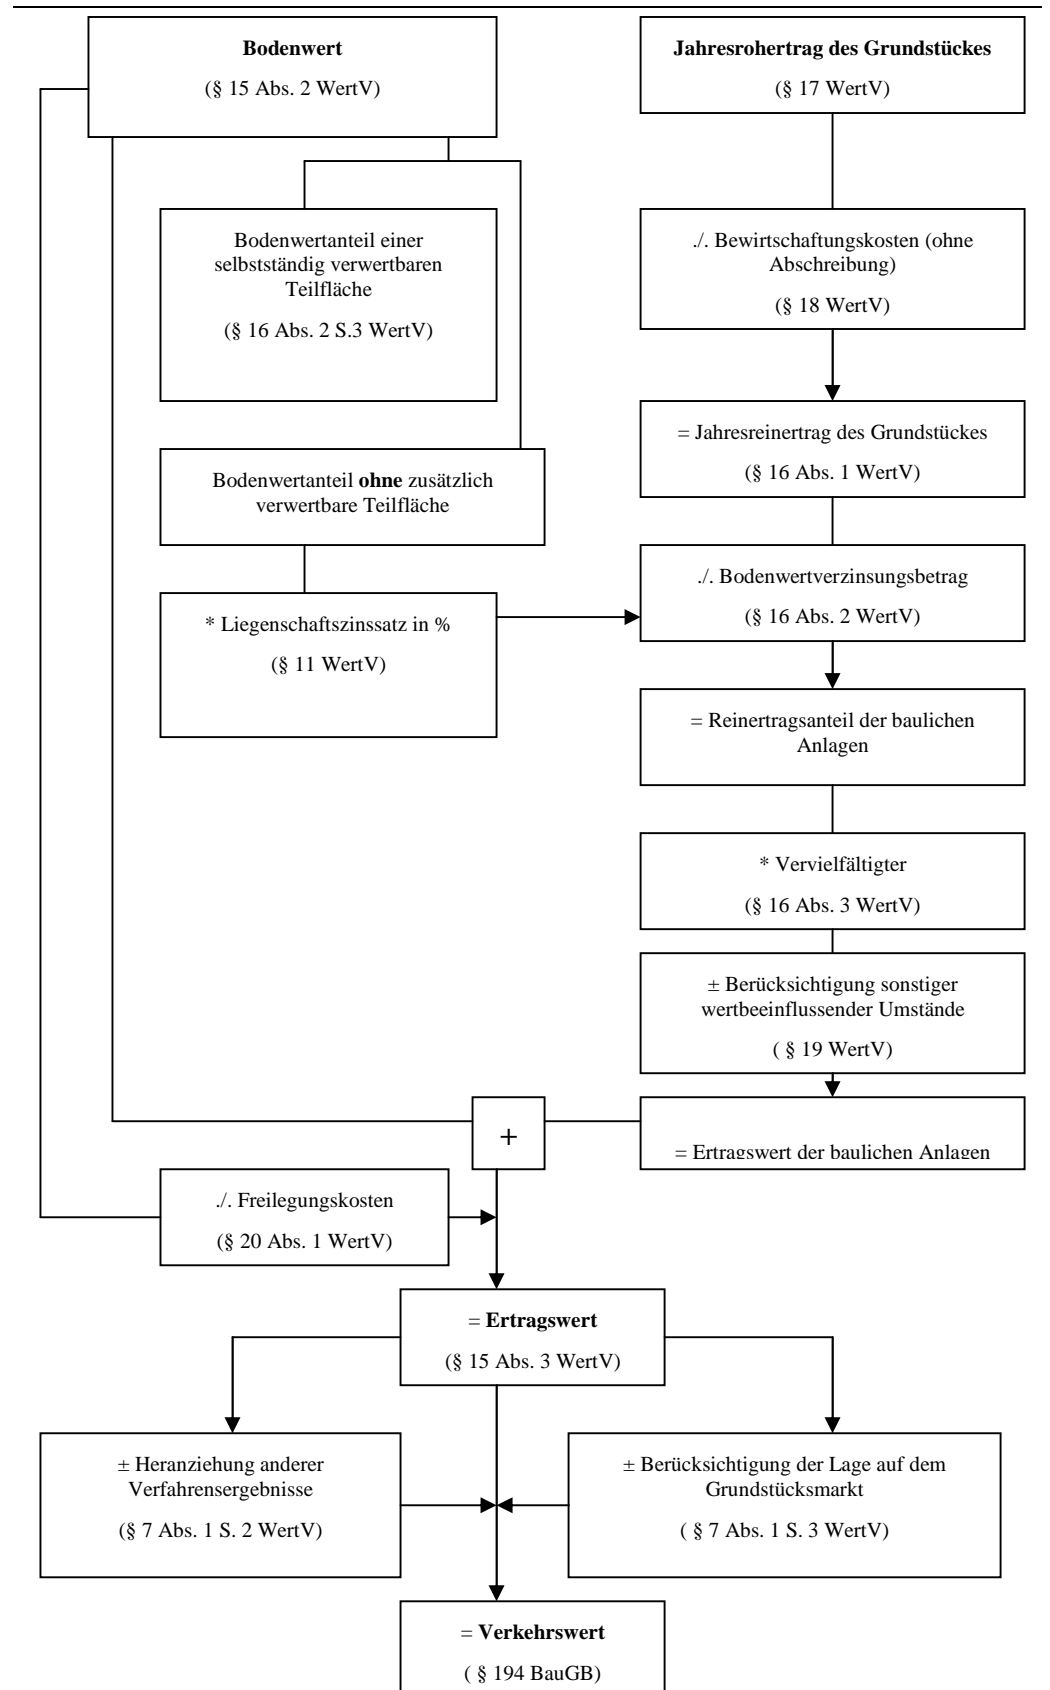 Bodenwert
(§ 15 Abs. 2 WertV)
Jahresrohertrag des Grundstückes
(§ 17 WertV)
Bodenwertanteil einer
selbstständig verwertbaren
Teilfläche
(§ 16 Abs. 2 S.3 WertV)
./. Bewirtschaftungskosten (ohne
Abschreibung)
(§ 18 WertV)
= Jahresreinertrag des Grundstückes
(§ 16 Abs. 1 WertV)
Bodenwertanteil ohne zusätzlich
verwertbare Teilfläche
./. Bodenwertverzinsungsbetrag
(§ 16 Abs. 2 WertV)
* Liegenschaftszinssatz in %
(§ 11 WertV)
= Reinertragsanteil der baulichen
Anlagen
* Vervielfältigter
(§ 16 Abs. 3 WertV)
± Berücksichtigung sonstiger
wertbeeinflussender Umstände
( § 19 WertV)
+
= Ertragswert der baulichen Anlagen
./. Freilegungskosten
(§ 20 Abs. 1 WertV)
= Ertragswert
(§ 15 Abs. 3 WertV)
± Heranziehung anderer
Verfahrensergebnisse
(§ 7 Abs. 1 S. 2 WertV)
± Berücksichtigung der Lage auf dem
Grundstücksmarkt
( § 7 Abs. 1 S. 3 WertV)
= Verkehrswert
( § 194 BauGB)